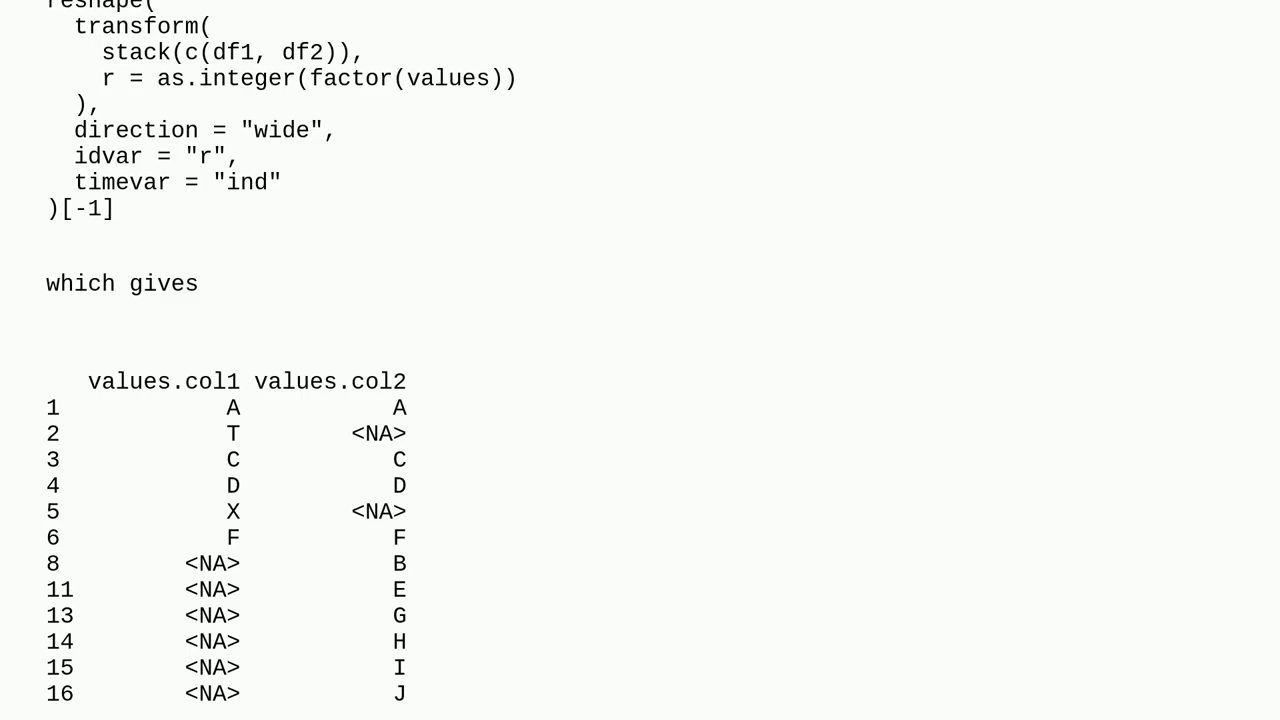 reshape(
  transform(
    stack(c(df1, df2)),
    r = as.integer(factor(values))
  ),
  direction = "wide",
  idvar = "r",
  timevar = "ind"
)[-1]
which gives
   values.col1 values.col2
1            A           A
2            T        <NA>
3            C           C
4            D           D
5            X        <NA>
6            F           F
8         <NA>           B
11        <NA>           E
13        <NA>           G
14        <NA>           H
15        <NA>           I
16        <NA>           J